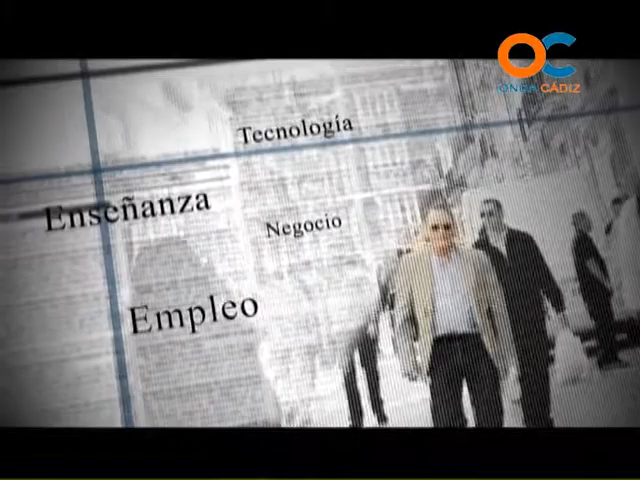 OC
ONDA CÁDIZ
Tecnología
Enseñanza
Negocio
Empleo